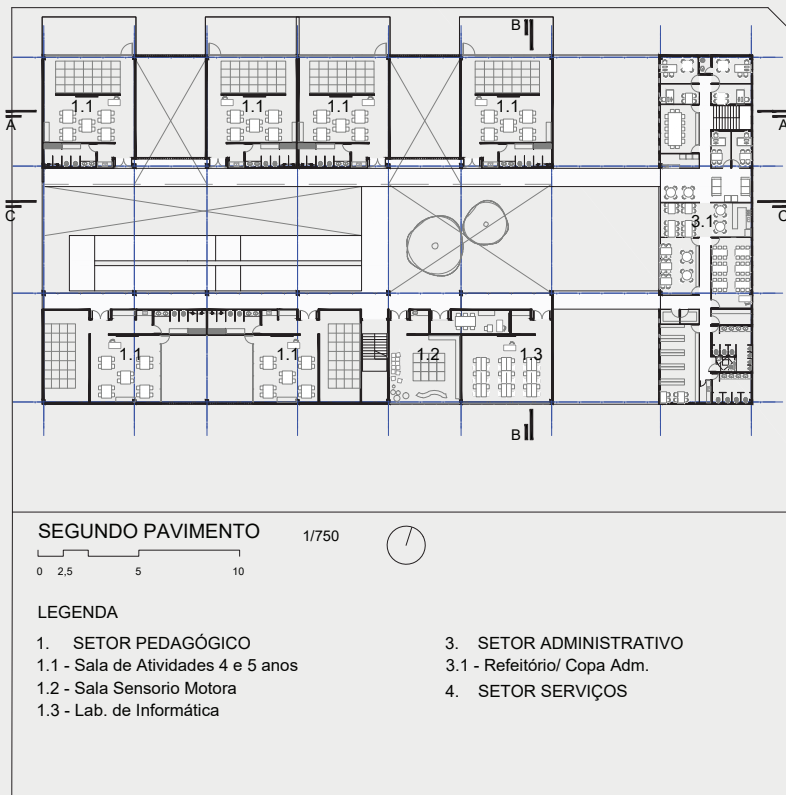 B
1.1
1.1
1.1
1.1
A
A
C
C
3.1
1.1
1.1
1.2
1.3
B
SEGUNDO PAVIMENTO
1/750
0 2,5 5 10
LEGENDA
1. SETOR PEDAGÓGICO
1.1 - Sala de Atividades 4 e 5 anos
1.2 - Sala Sensorio Motora
1.3 - Lab. de Informática
3. SETOR ADMINISTRATIVO
3.1 - Refeitório/ Copa Adm.
4. SETOR SERVIÇOS